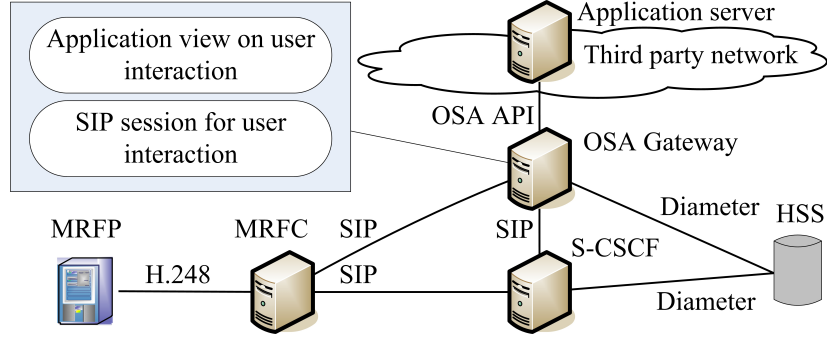 Application server
Application view on user
interaction
Third party network
SIP session for user
interaction
OSA API
OSA Gateway
Diameter
HSS
MRFP
MRFC
SIP
SIP
S-CSCF
H.248
SIP
Diameter